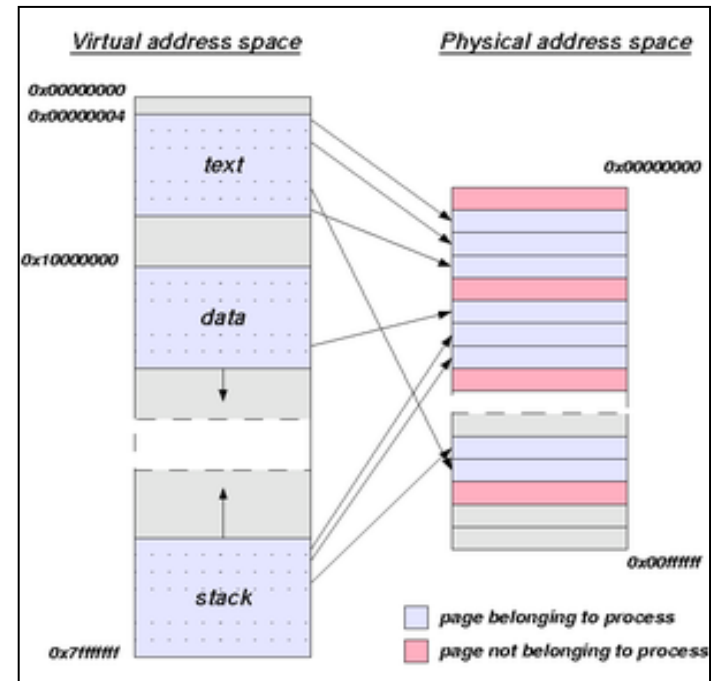 Virtual address space
Physical address space
0x00000000
0x00000004
text
0x10000000
data
stack
0x7fffffff
0x00000000
0x00ffffff
page belonging to process
page not belonging to process